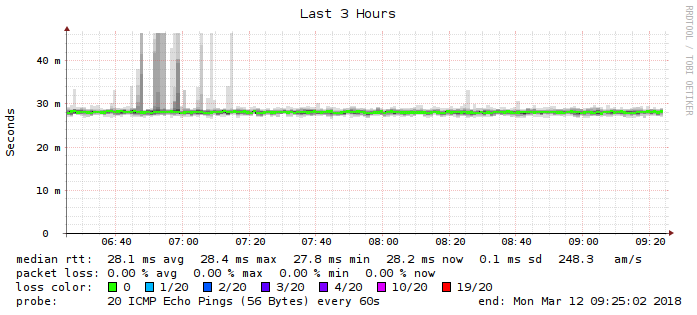 Last 3 Hours
RRDTOOL / TOBI OETIKER
Seconds
40 m
30 m
20 m
10 m
0
06:40 07:00 07:20 07:40 08:00 08:20 08:40 09:00 09:20
median rtt: 28.1 ms avg 28.4 ms max 27.8 ms min 28.2 ms now 0.1 ms sd 248.3 am/s
packet loss: 0.00 % avg 0.00 % max 0.00 % min 0.00 % now
loss color: 0 1/20 2/20 3/20 4/20 10/20 19/20
probe: 20 ICMP Echo Pings (56 Bytes) every 60s end: Mon Mar 12 09:25:02 2018